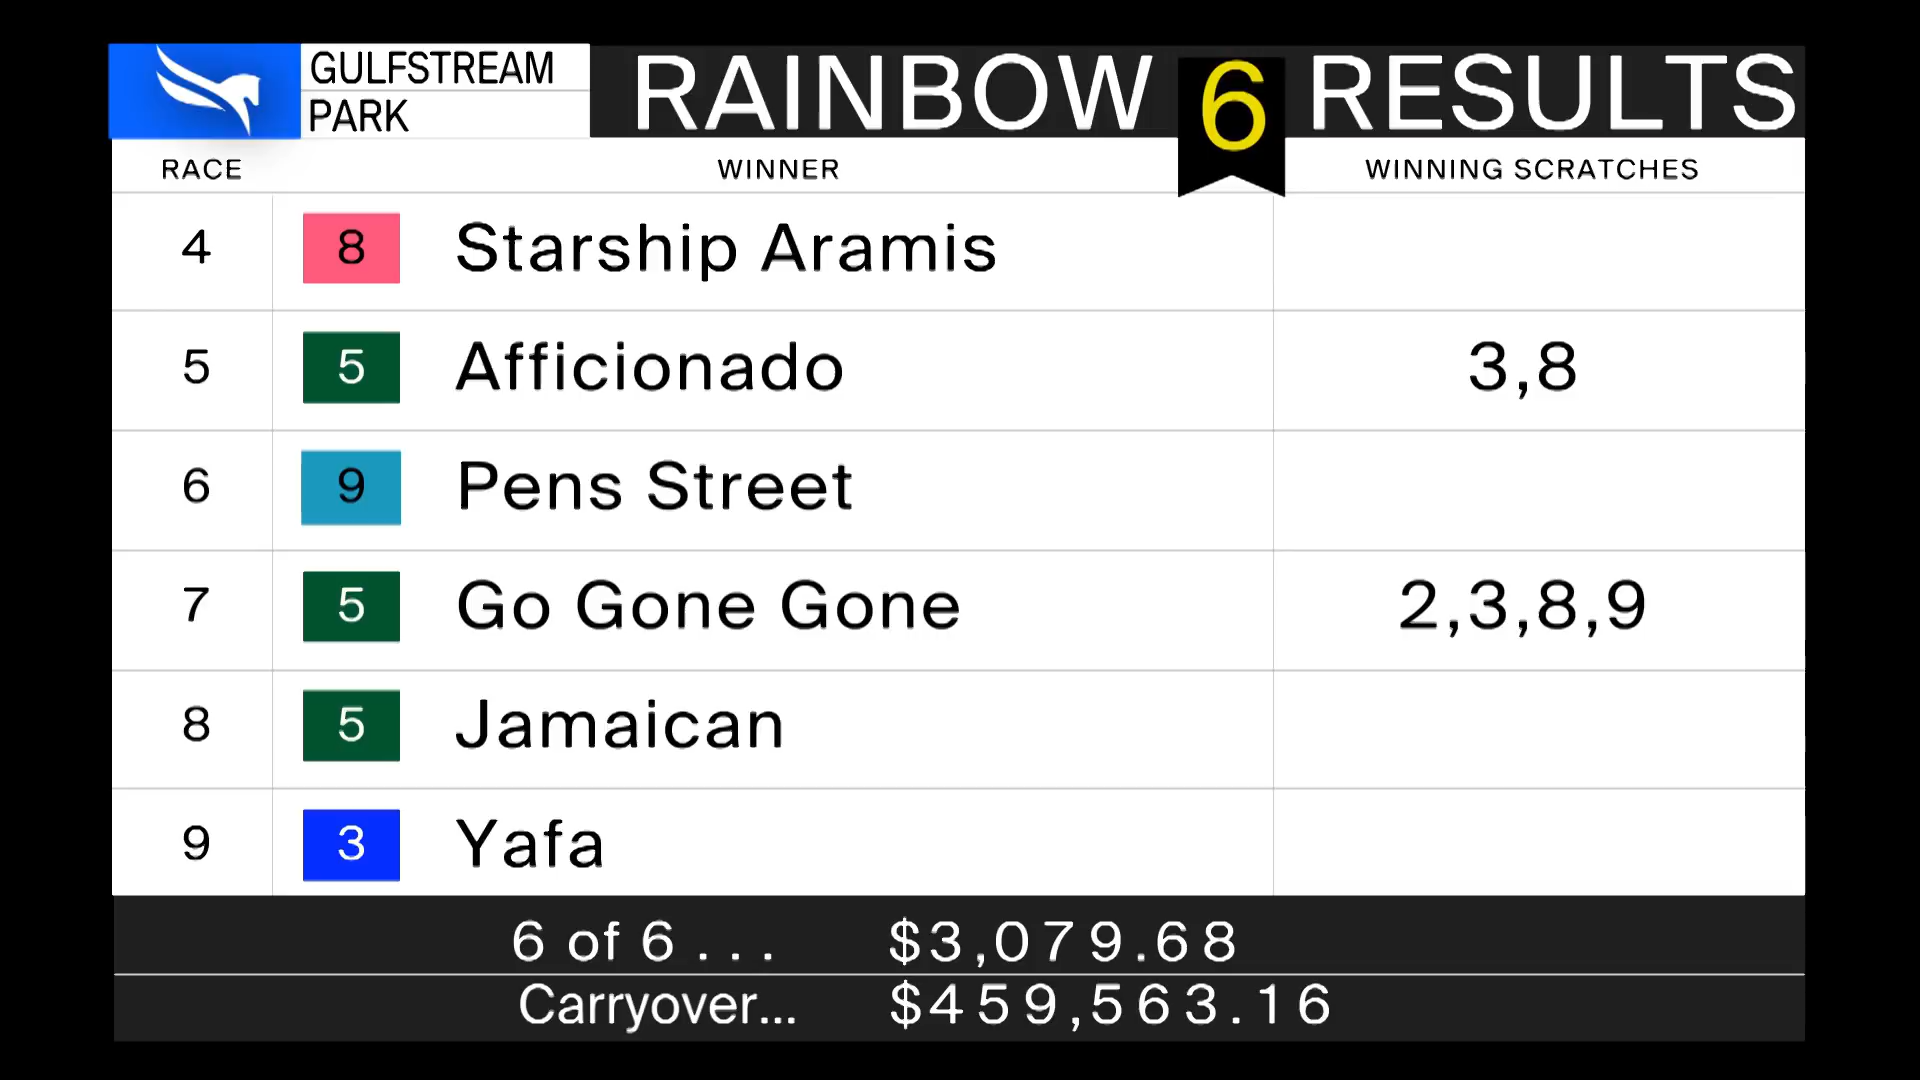 GULFSTREAM
PARK
RAINBOW 6 RESULTS
RACE WINNER WINNING SCRATCHES
4 8 Starship Aramis
5 5 Afficionado 3,8
6 9 Pens Street
7 5 Go Gone Gone 2,3,8,9
8 5 Jamaican
9 3 Yafa
6 of 6 ... $3,079.68
Carryover... $459,563.16